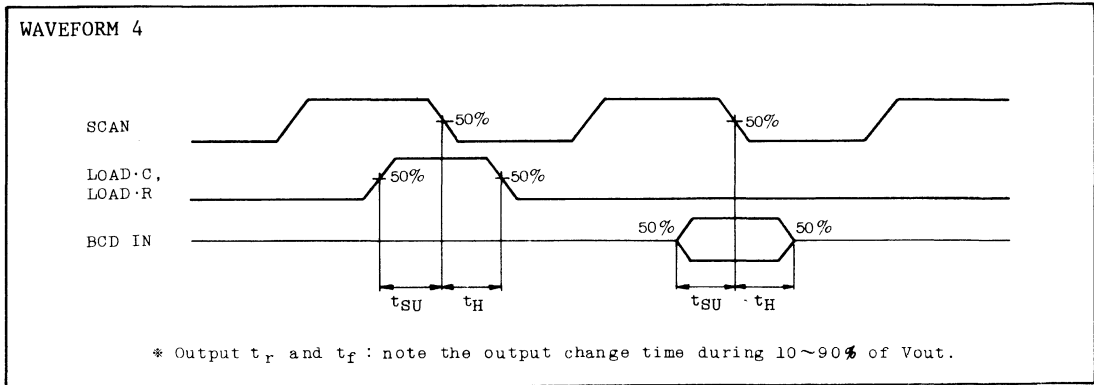 WAVEFORM 4
SCAN
50%
50%
LOAD·C,
LOAD·R
50%
50%
BCD IN
50%
50%
tSU
tH
tSU
tH
* Output tr and tf : note the output change time during 10~90% of Vout.